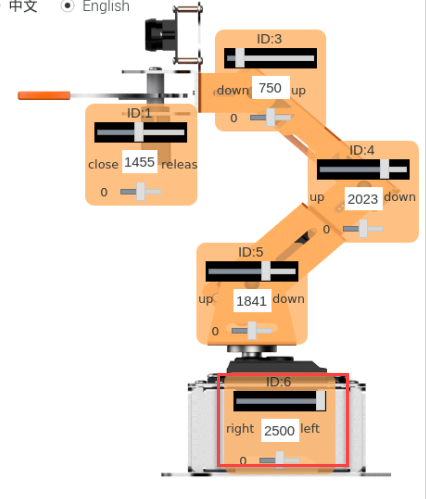 中文 English
ID:3
down 750 up
0
ID:1
close 1455 releas
0
ID:4
up 2023 down
0
ID:5
up 1841 down
0
ID:6
right 2500 left
0